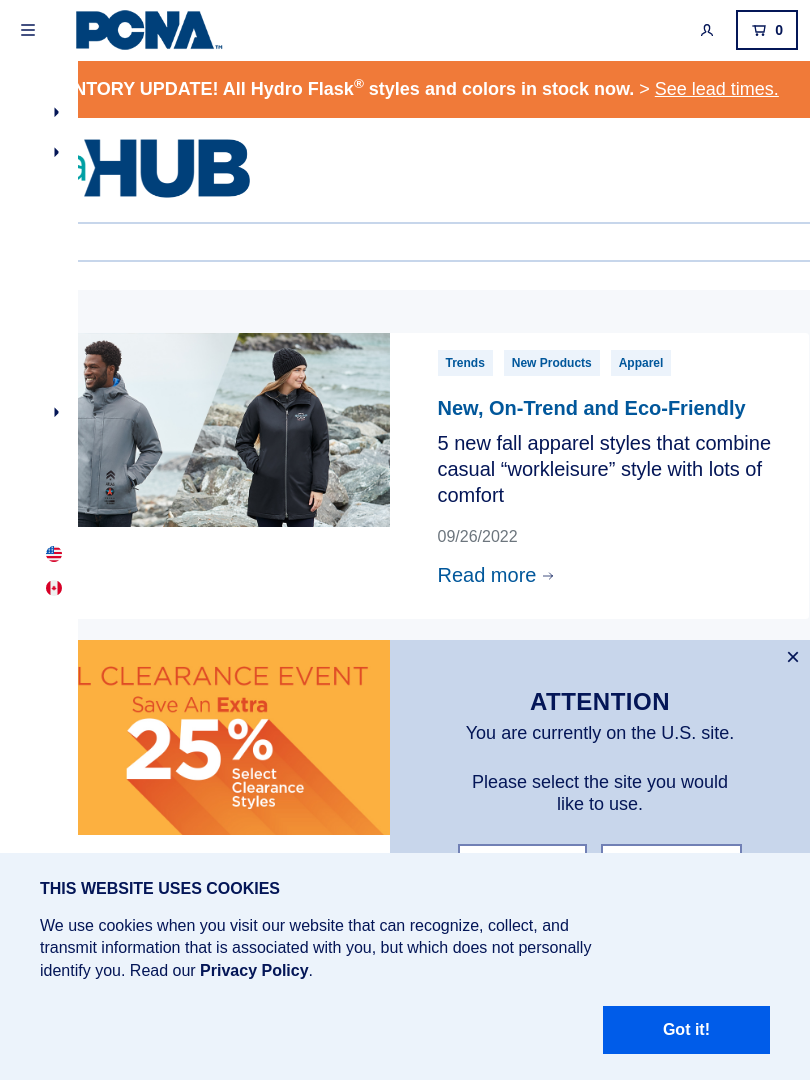 PCNA™
0
NTORY UPDATE! All Hydro Flask® styles and colors in stock now. > See lead times.
HUB
Trends New Products Apparel
New, On-Trend and Eco-Friendly
5 new fall apparel styles that combine
casual “workleisure” style with lots of
comfort
09/26/2022
Read more
L CLEARANCE EVENT
Save An Extra
25%
Select
Clearance
Styles
ATTENTION
You are currently on the U.S. site.
Please select the site you would
like to use.
THIS WEBSITE USES COOKIES
We use cookies when you visit our website that can recognize, collect, and
transmit information that is associated with you, but which does not personally
identify you. Read our Privacy Policy.
Got it!